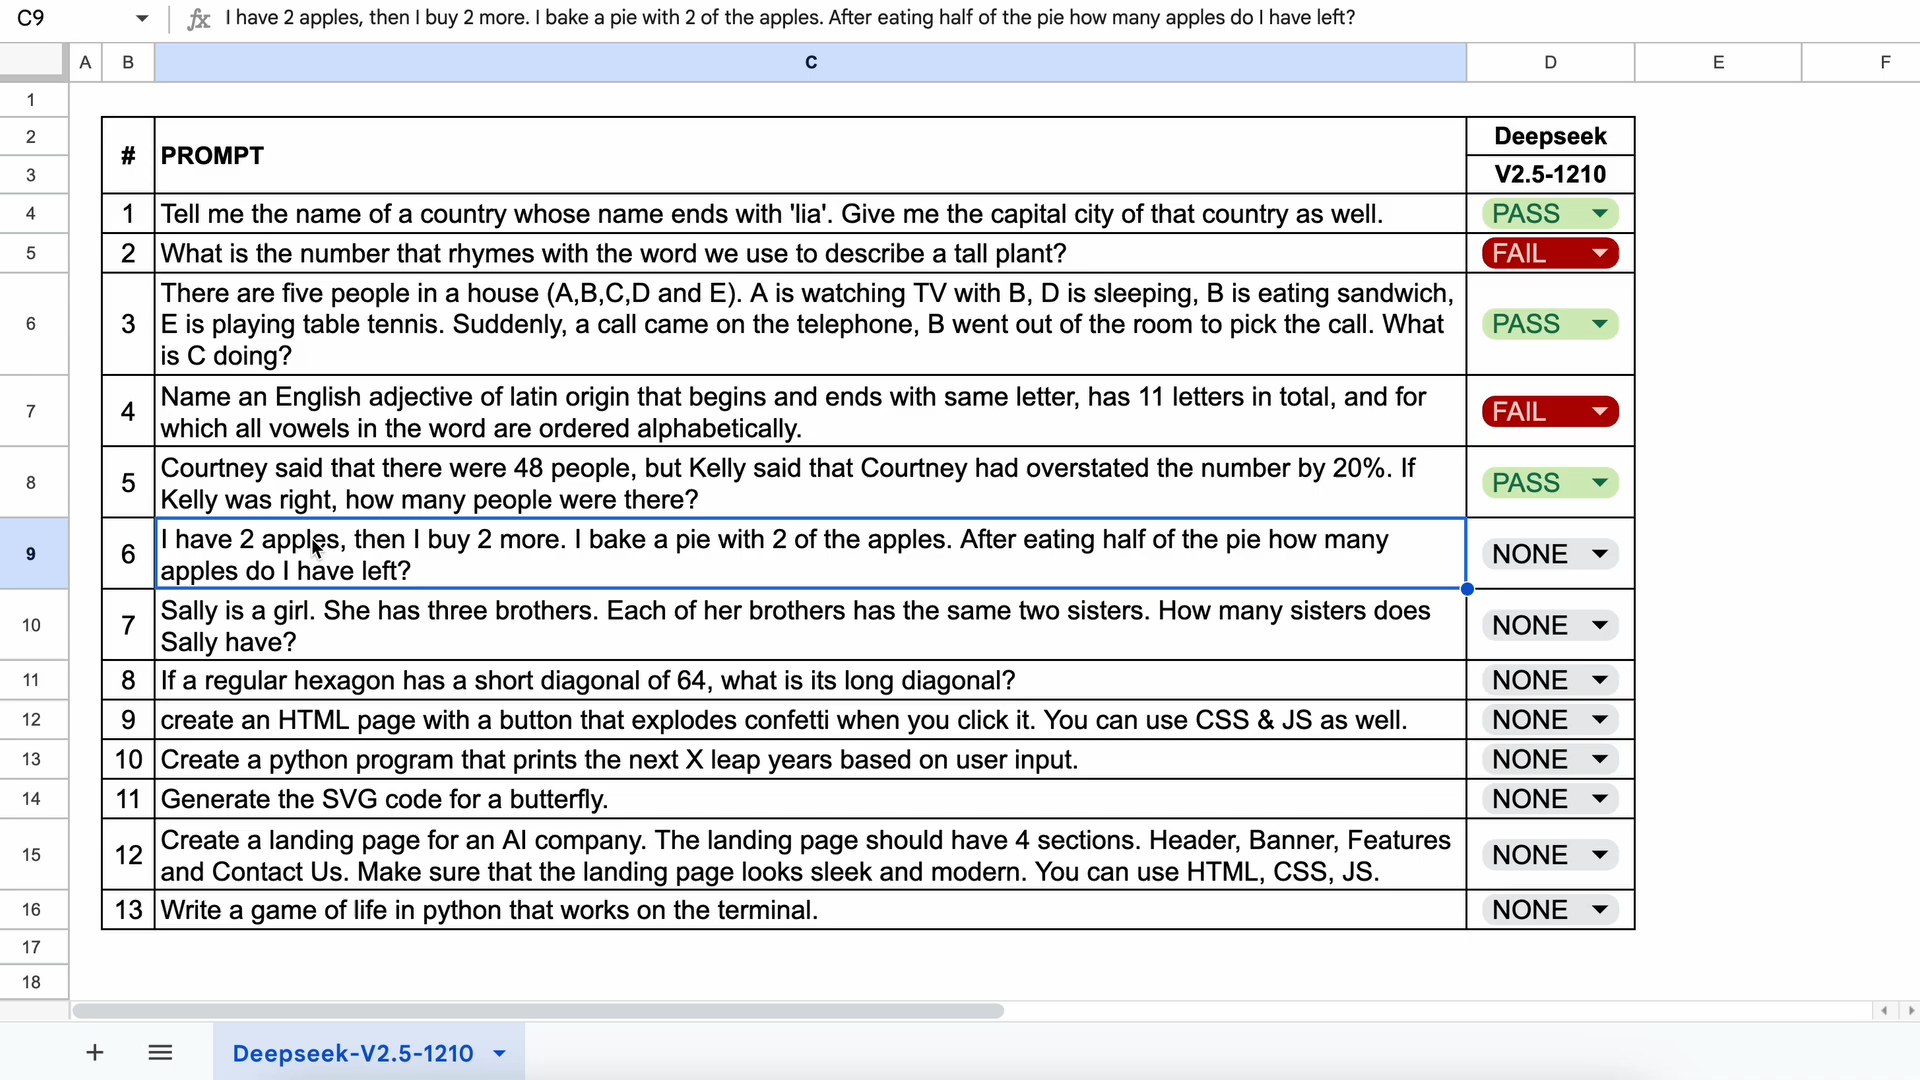 C9
fx I have 2 apples, then I buy 2 more. I bake a pie with 2 of the apples. After eating half of the pie how many apples do I have left?
A B C D E F
1
2
3
# PROMPT Deepseek
V2.5-1210
4 1 Tell me the name of a country whose name ends with 'lia'. Give me the capital city of that country as well. PASS
5 2 What is the number that rhymes with the word we use to describe a tall plant? FAIL
There are five people in a house (A,B,C,D and E). A is watching TV with B, D is sleeping, B is eating sandwich,
6 3 E is playing table tennis. Suddenly, a call came on the telephone, B went out of the room to pick the call. What PASS
is C doing?
7 4 Name an English adjective of latin origin that begins and ends with same letter, has 11 letters in total, and for FAIL
which all vowels in the word are ordered alphabetically.
8 5 Courtney said that there were 48 people, but Kelly said that Courtney had overstated the number by 20%. If PASS
Kelly was right, how many people were there?
9 6 I have 2 apples, then I buy 2 more. I bake a pie with 2 of the apples. After eating half of the pie how many NONE
apples do I have left?
10 7 Sally is a girl. She has three brothers. Each of her brothers has the same two sisters. How many sisters does NONE
Sally have?
11 8 If a regular hexagon has a short diagonal of 64, what is its long diagonal? NONE
12 9 create an HTML page with a button that explodes confetti when you click it. You can use CSS & JS as well. NONE
13 10 Create a python program that prints the next X leap years based on user input. NONE
14 11 Generate the SVG code for a butterfly. NONE
15 12 Create a landing page for an AI company. The landing page should have 4 sections. Header, Banner, Features NONE
and Contact Us. Make sure that the landing page looks sleek and modern. You can use HTML, CSS, JS.
16 13 Write a game of life in python that works on the terminal. NONE
17
18
Deepseek-V2.5-1210